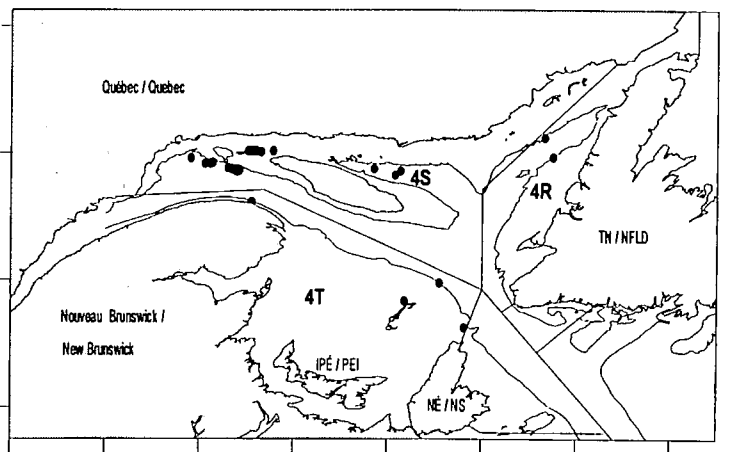 Québec / Quebec
4S
4R
TN / NFLD
4T
Nouveau Brunswick /
New Brunswick
IPÉ / PEI
NÉ / NS